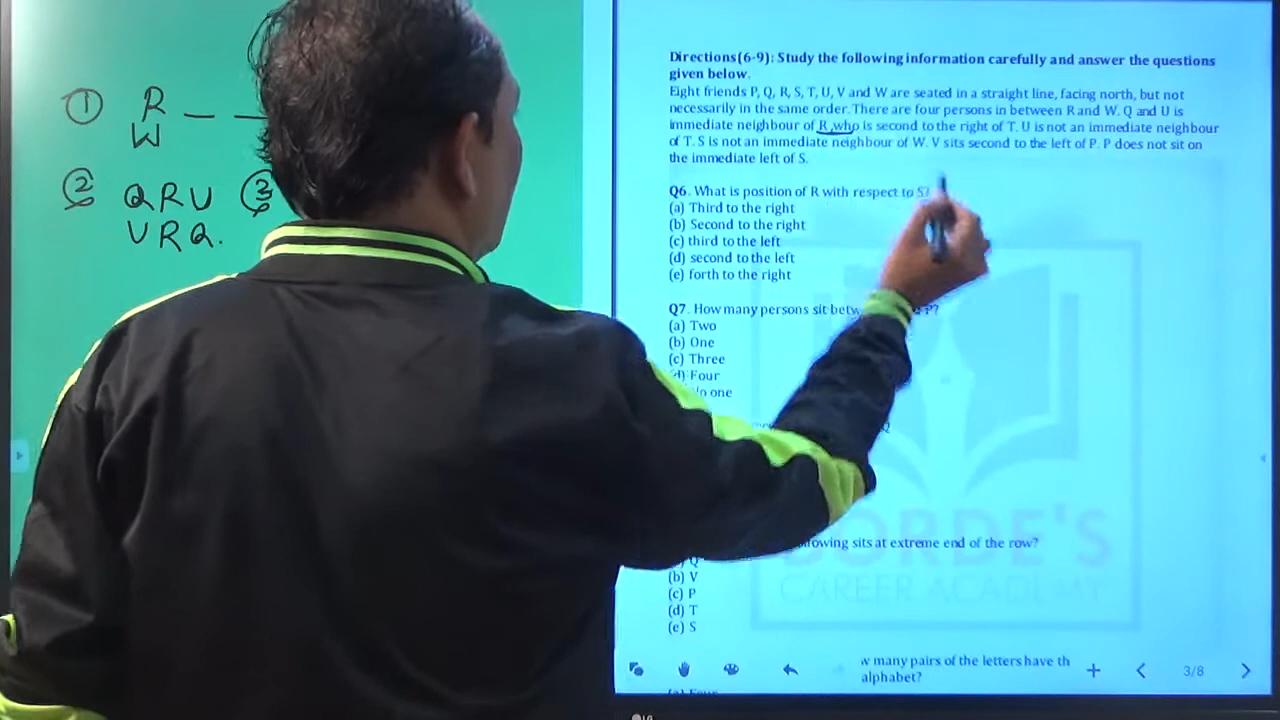 ① R _ _
W
② Q R U ③
U R Q.
Directions(6-9): Study the following information carefully and answer the questions
given below.
Eight friends P, Q, R, S, T, U, V and W are seated in a straight line, facing north, but not
necessarily in the same order. There are four persons in between R and W. Q and U is
immediate neighbour of R who is second to the right of T. U is not an immediate neighbour
of T. S is not an immediate neighbour of W. V sits second to the left of P. P does not sit on
the immediate left of S.
Q6. What is position of R with respect to S?
(a) Third to the right
(b) Second to the right
(c) third to the left
(d) second to the left
(e) forth to the right
Q7. How many persons sit
(a) Two
(b) One
(c) Three
(d) Four
one
Q
sits at extreme end of the row?
Q
(b) V
(c) P
(d) T
(e) S
BORDE'S
CAREER ACADEMY
many pairs of the letters have th
alphabet?
3/8